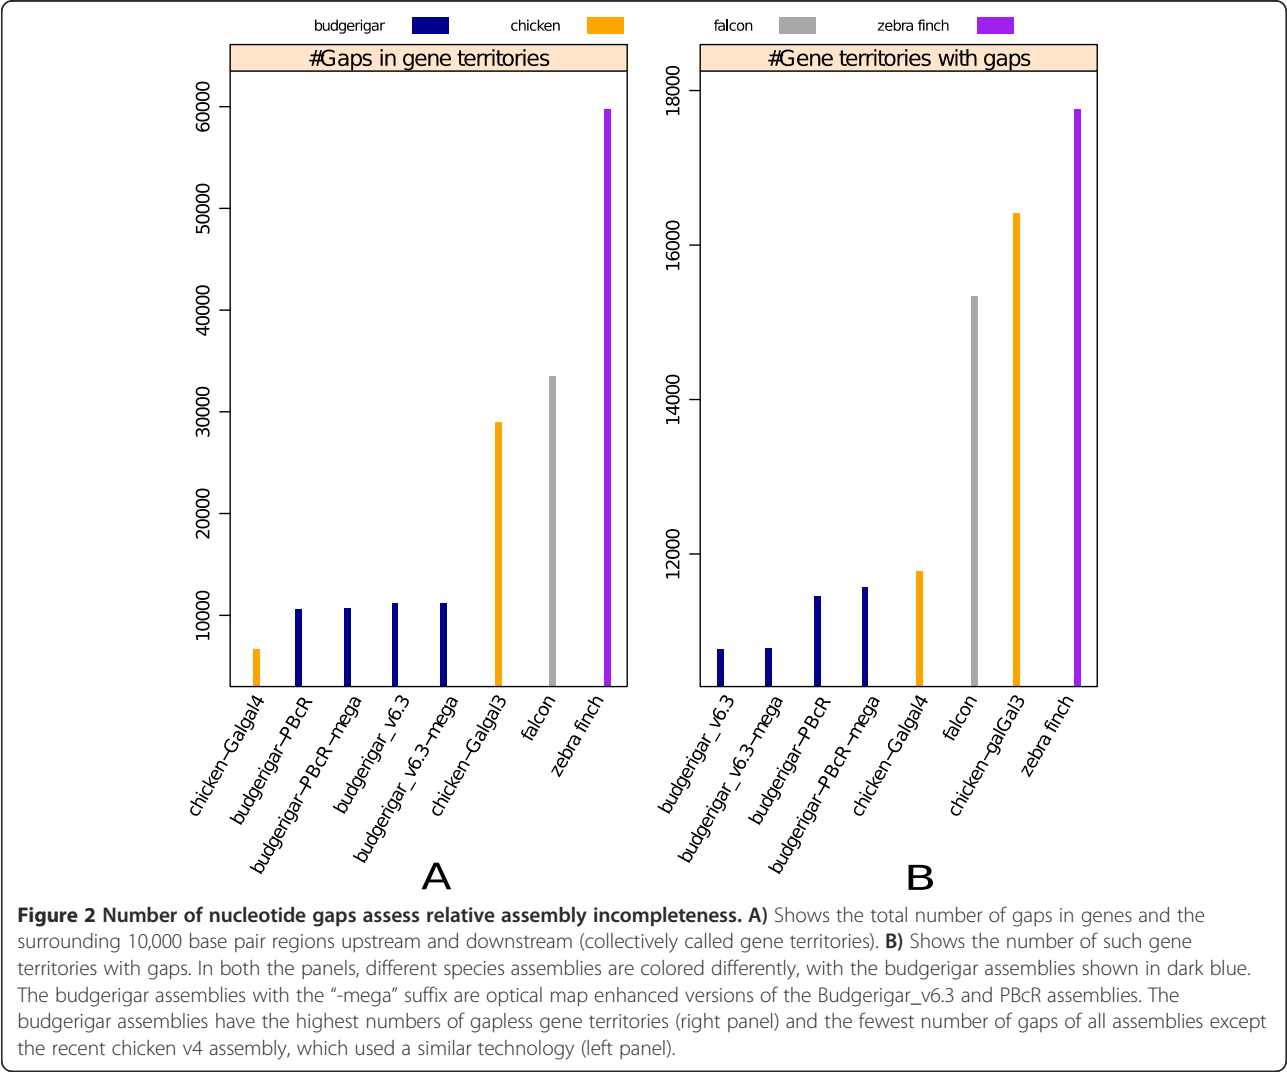 budgerigar chicken falcon zebra finch
#Gaps in gene territories
60000
50000
40000
30000
20000
10000
chicken−Galgal4
budgerigar−PBcR
budgerigar−PBcR−mega
budgerigar_v6.3
budgerigar_v6.3−mega
chicken−Galgal3
falcon
zebra finch
A
#Gene territories with gaps
18000
16000
14000
12000
budgerigar_v6.3
budgerigar_v6.3−mega
budgerigar−PBcR
budgerigar−PBcR−mega
chicken−Galgal4
falcon
chicken−galGal3
zebra finch
B
Figure 2 Number of nucleotide gaps assess relative assembly incompleteness. A) Shows the total number of gaps in genes and the
surrounding 10,000 base pair regions upstream and downstream (collectively called gene territories). B) Shows the number of such gene
territories with gaps. In both the panels, different species assemblies are colored differently, with the budgerigar assemblies shown in dark blue.
The budgerigar assemblies with the “-mega” suffix are optical map enhanced versions of the Budgerigar_v6.3 and PBcR assemblies. The
budgerigar assemblies have the highest numbers of gapless gene territories (right panel) and the fewest number of gaps of all assemblies except
the recent chicken v4 assembly, which used a similar technology (left panel).